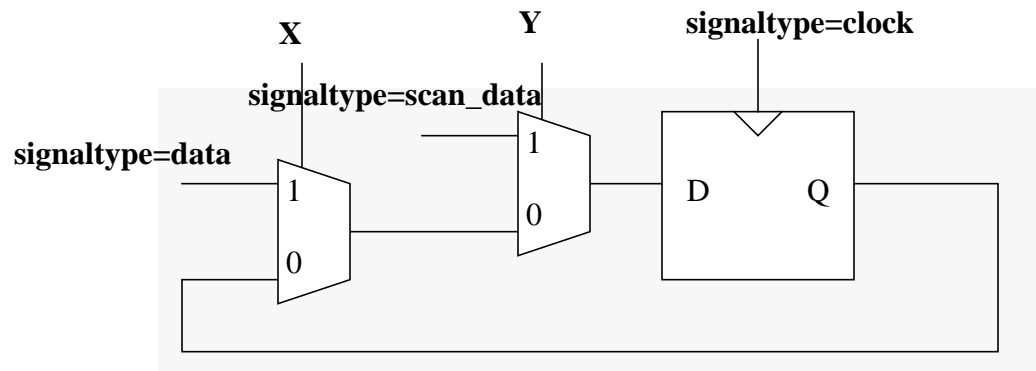 X
Y
signaltype=clock
signaltype=scan_data
signaltype=data
1
0
1
0
D
Q